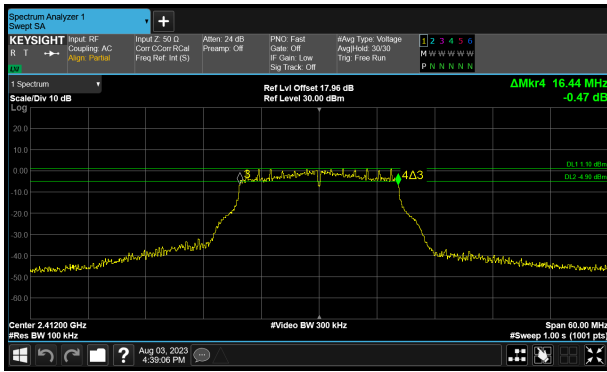 Spectrum Analyzer 1
Swept SA
KEYSIGHT
R T
Input: RF
Coupling: AC
Align: Partial
Input Z: 50 Ω
Corr CCorr RCal
Freq Ref: Int (S)
Atten: 24 dB
Preamp: Off
PNO: Fast
Gate: Off
IF Gain: Low
Sig Track: Off
#Avg Type: Voltage
Avg|Hold: 30/30
Trig: Free Run
1 2 3 4 5 6
M W W W W W
P N N N N N
1 Spectrum
Scale/Div 10 dB
Ref Lvl Offset 17.96 dB
Ref Level 30.00 dBm
ΔMkr4 16.44 MHz
-0.47 dB
Log
20.0
10.0
0.00
-10.0
-20.0
-30.0
-40.0
-50.0
-60.0
DL1 1.10 dBm
DL2 -4.90 dBm
3
4Δ3
Center 2.41200 GHz
#Res BW 100 kHz
#Video BW 300 kHz
Span 60.00 MHz
#Sweep 1.00 s (1001 pts)
?
Aug 03, 2023
4:39:06 PM